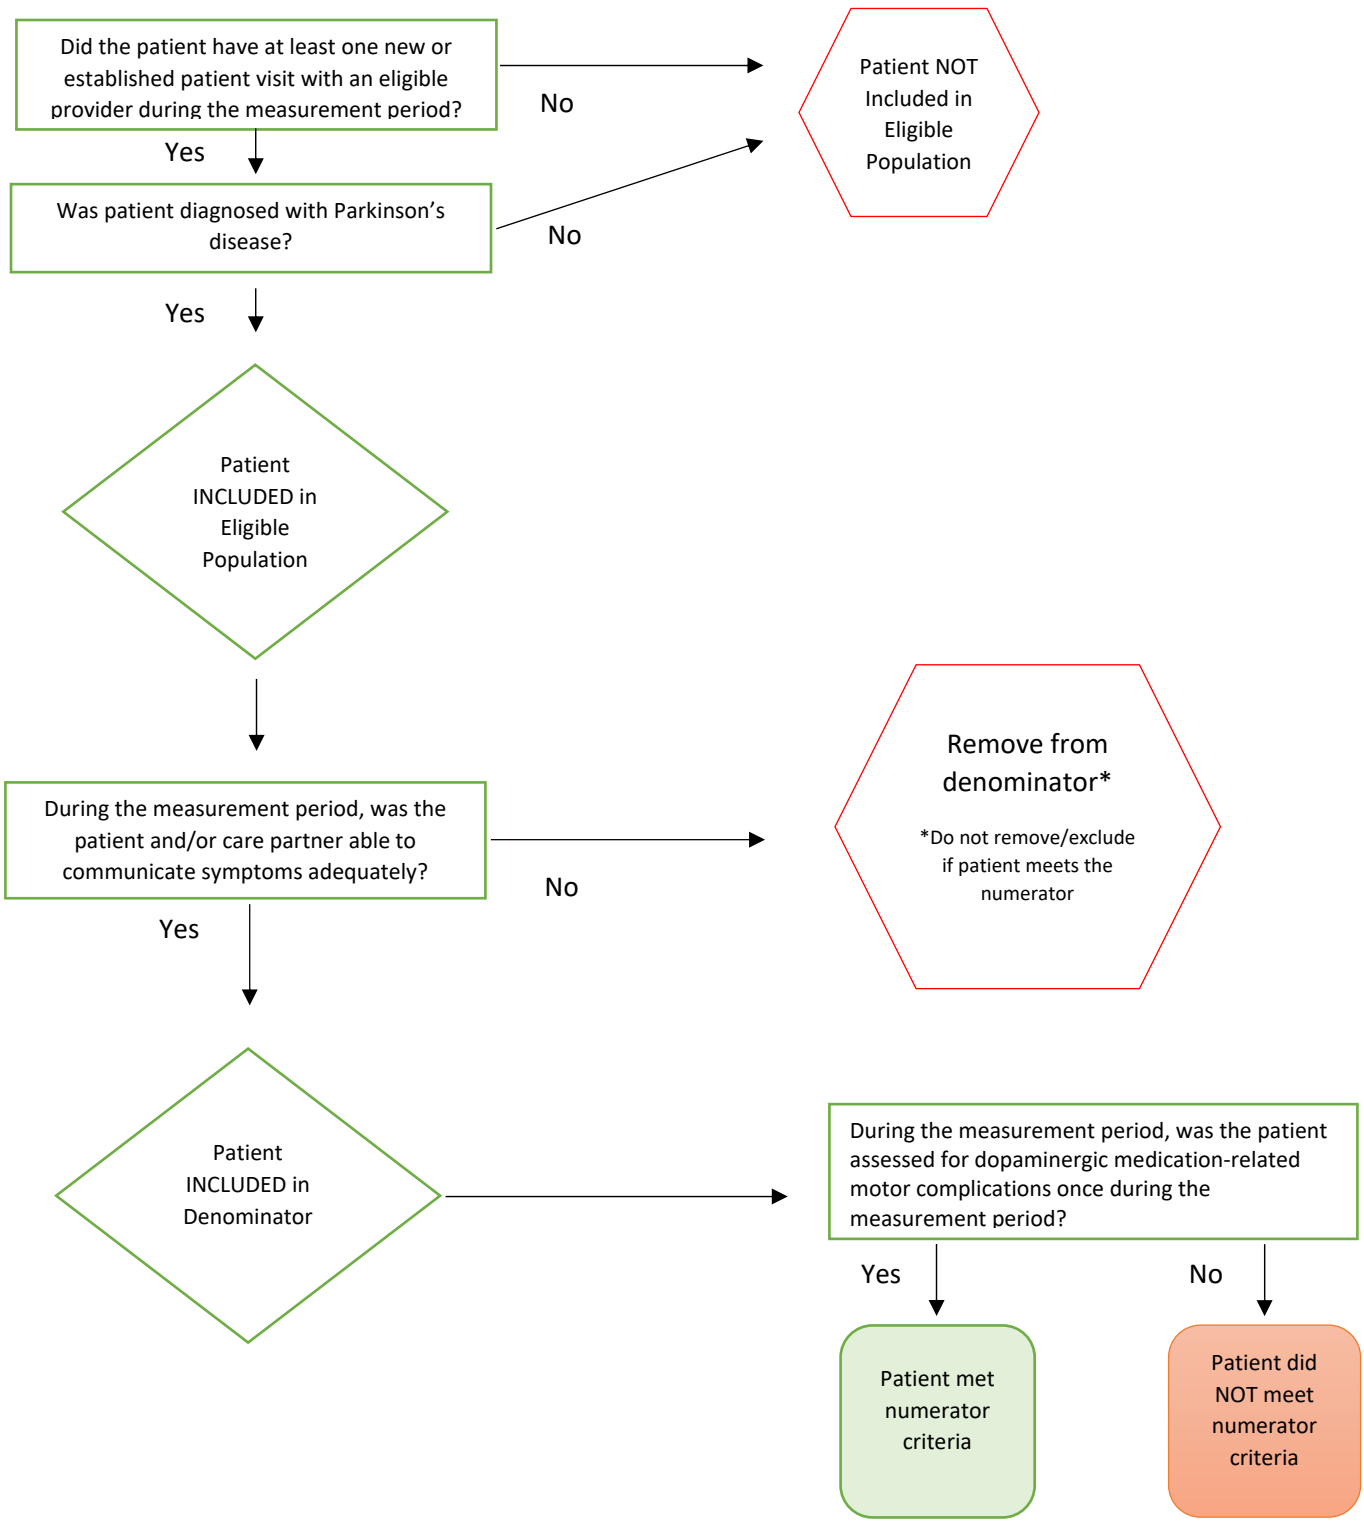 Did the patient have at least one new or
established patient visit with an eligible
provider during the measurement period?
No
Yes
Patient NOT
Included in
Eligible
Population
Was patient diagnosed with Parkinson’s
disease?
No
Yes
Patient
INCLUDED in
Eligible
Population
During the measurement period, was the
patient and/or care partner able to
communicate symptoms adequately?
No
Yes
Remove from
denominator*
*Do not remove/exclude
if patient meets the
numerator
Patient
INCLUDED in
Denominator
During the measurement period, was the patient
assessed for dopaminergic medication-related
motor complications once during the
measurement period?
Yes
No
Patient met
numerator
criteria
Patient did
NOT meet
numerator
criteria